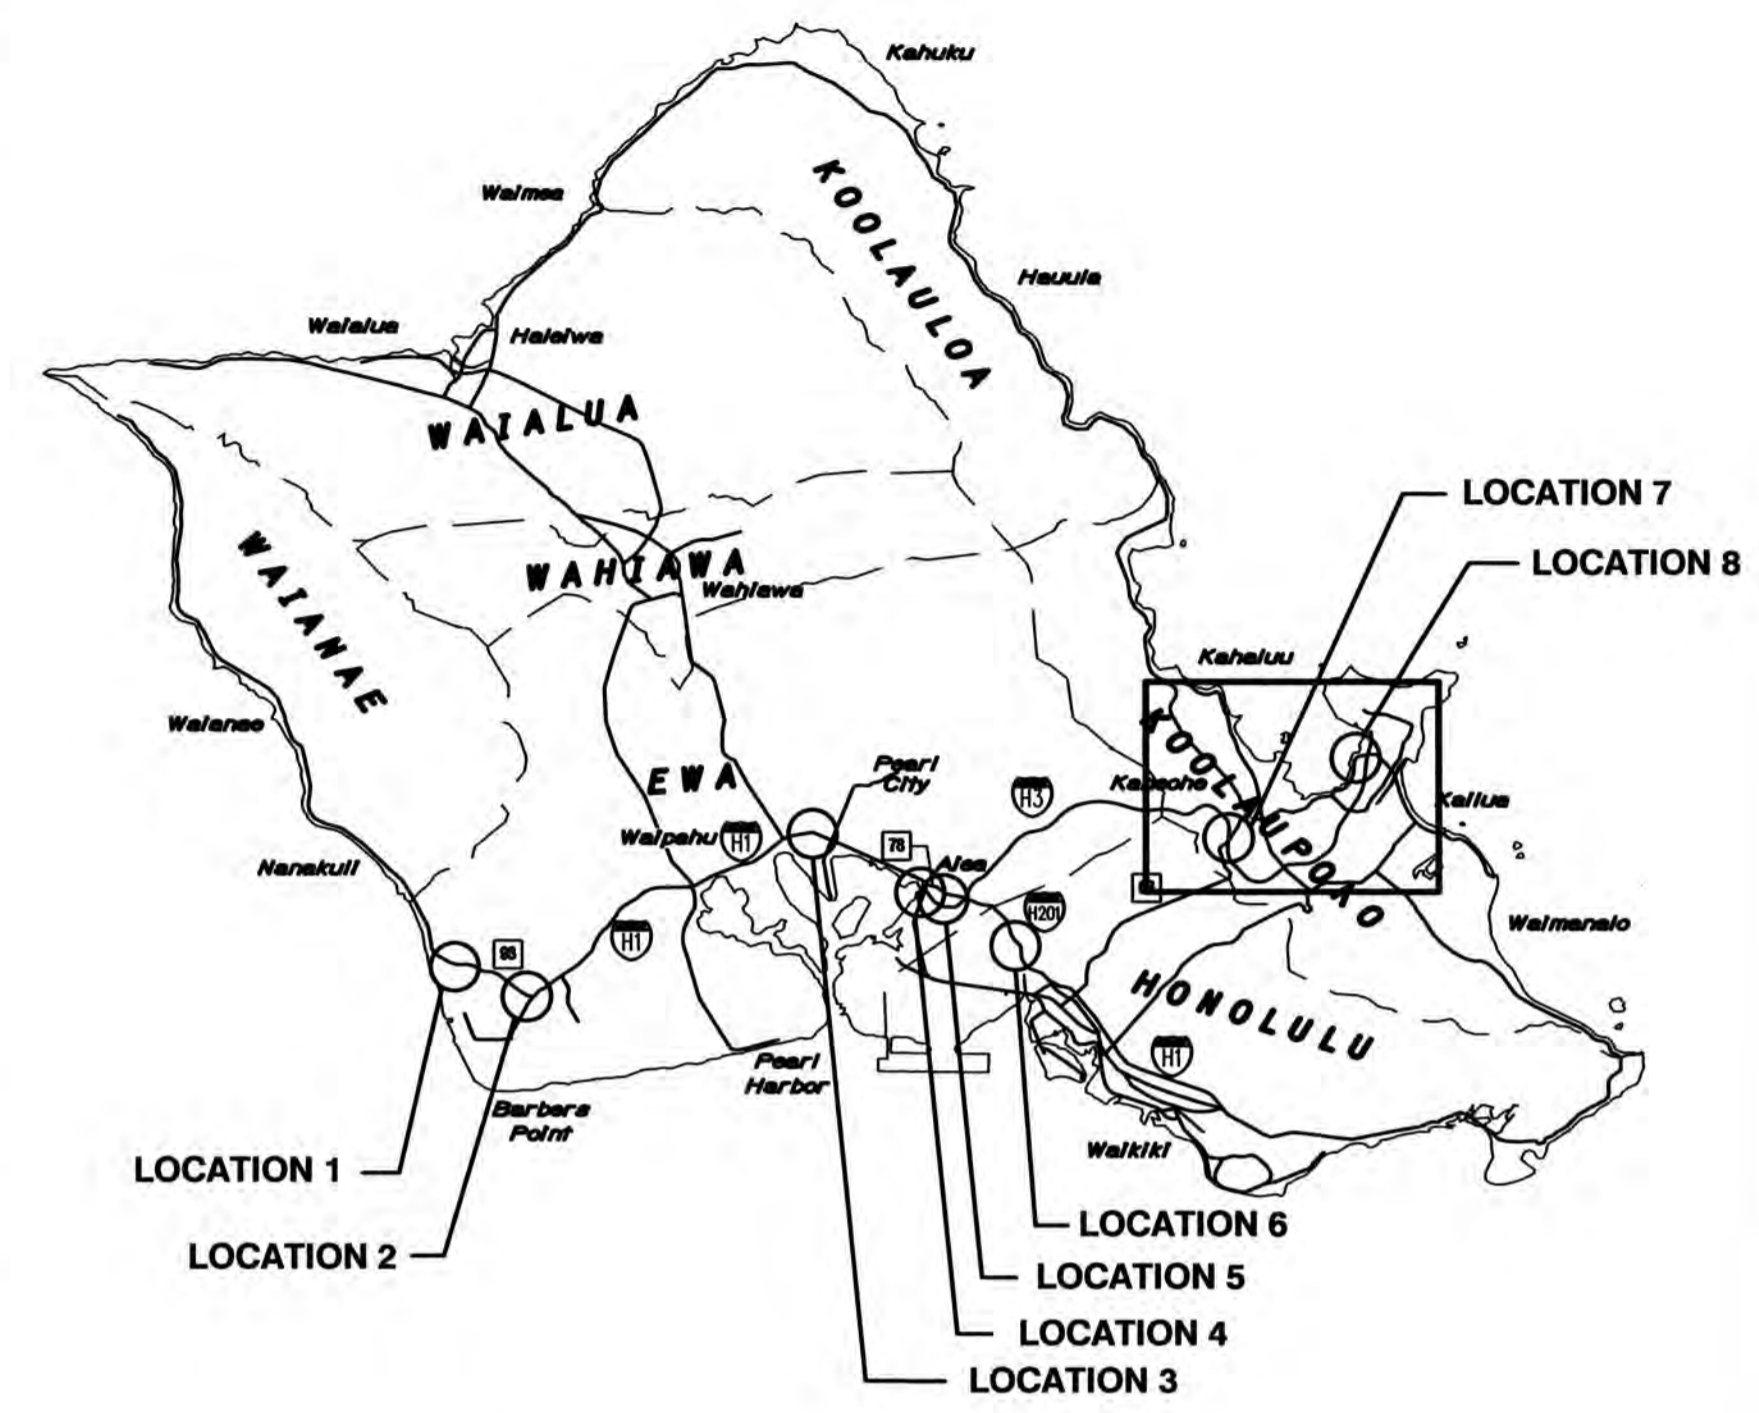 Kahuku
Waimea
KOOLAULOA
Hauula
Waialua
Haleiwa
WAIALUA
LOCATION 7
WAIANAE
LOCATION 8
WAHIAWA
Wahiawa
Kahaluu
Waianae
KOOLAUPOKO
EWA
Pearl
City
H3
Kaneohe
Kailua
Waipahu
H1
78
Aiea
Nanakuli
H201
Waimanalo
H1
93
HONOLULU
H1
Pearl
Harbor
Barbers
Point
Waikiki
LOCATION 1
LOCATION 6
LOCATION 2
LOCATION 5
LOCATION 4
LOCATION 3